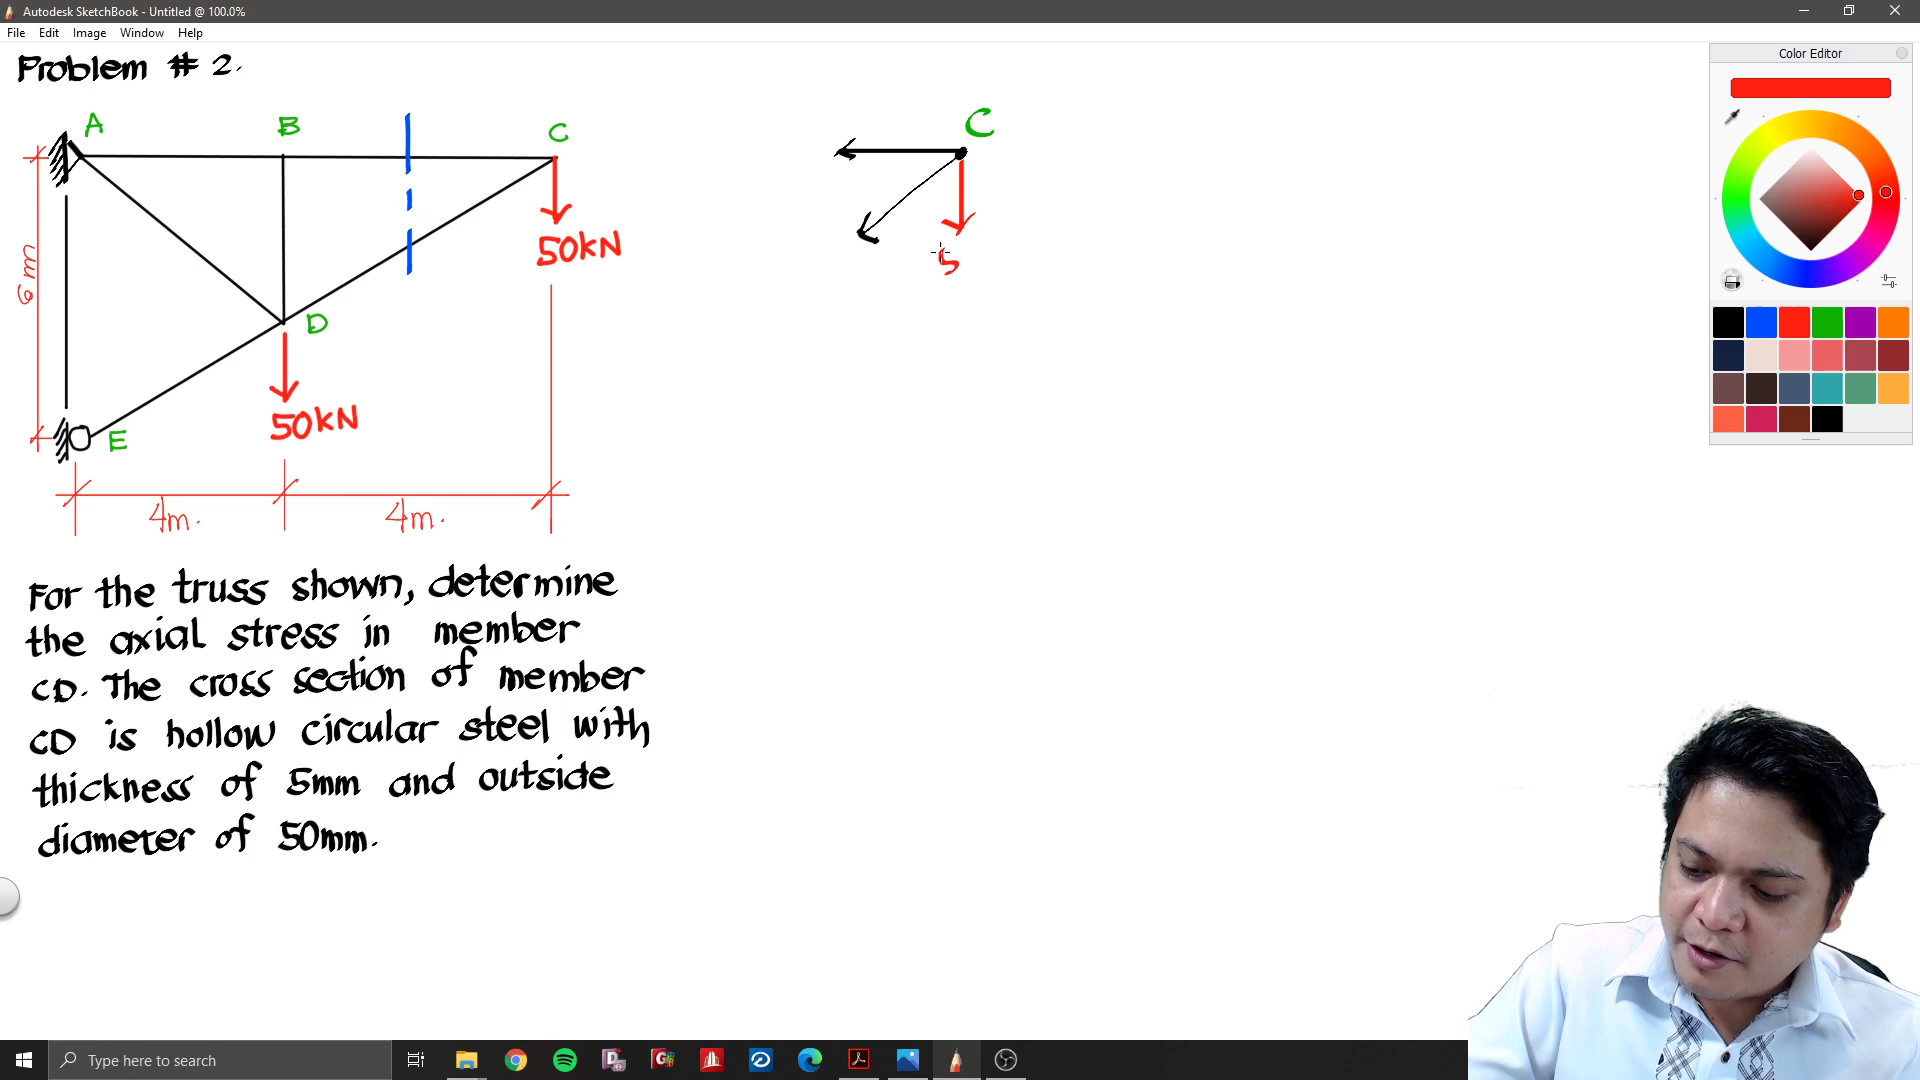 Autodesk SketchBook - Untitled @ 100.0%
File Edit Image Window Help
Color Editor
Problem # 2.
A
B
C
C
50KN
5
6m
D
50KN
E
4m.
4m.
For the truss shown, determine
the axial stress in member
CD. The cross section of member
CD is hollow circular steel with
thickness of 5mm and outside
diameter of 50mm.
Type here to search